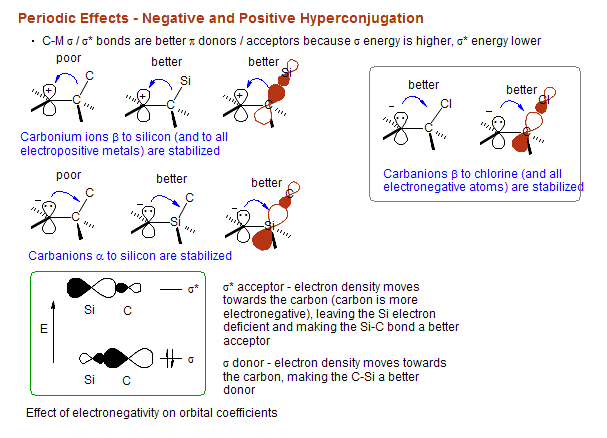 Periodic Effects - Negative and Positive Hyperconjugation
· C-M σ / σ* bonds are better π donors / acceptors because σ energy is higher, σ* energy lower
poor better better
C Si Si
+ C + C + C
Carbonium ions β to silicon (and to all
electropositive metals) are stabilized
better better
Cl Cl
− C − C
Carbanions β to chlorine (and all
electronegative atoms) are stabilized
poor better better
C C C
− C − Si − Si
Carbanions α to silicon are stabilized
σ*
Si C
E
σ
Si C
σ* acceptor - electron density moves
towards the carbon (carbon is more
electronegative), leaving the Si electron
deficient and making the Si-C bond a better
acceptor
σ donor - electron density moves towards
the carbon, making the C-Si a better
donor
Effect of electronegativity on orbital coefficients